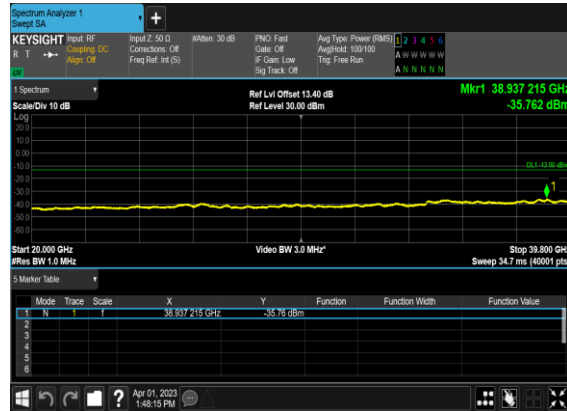 Spectrum Analyzer 1
Swept SA
+
KEYSIGHT Input: RF Input Z: 50 Ω #Atten: 30 dB PNO: Fast Avg Type: Power (RMS) 1 2 3 4 5 6
R T Coupling: DC Corrections: Off Gate: Off Avg|Hold: 100/100 A W W W W W
Align: Off Freq Ref: Int (S) IF Gain: Low Trig: Free Run
LW Sig Track: Off A N N N N N
1 Spectrum Ref Lvl Offset 13.40 dB Mkr1 38.937 215 GHz
Scale/Div 10 dB Ref Level 30.00 dBm -35.762 dBm
Log
20.0
10.0
0.00
-10.0 DL1 -13.00 dBm
-20.0
-30.0 1
-40.0
-50.0
-60.0
Start 20.000 GHz Video BW 3.0 MHz* Stop 39.800 GHz
#Res BW 1.0 MHz Sweep 34.7 ms (40001 pts)
5 Marker Table
Mode Trace Scale X Y Function Function Width Function Value
1 N 1 f 38.937 215 GHz -35.76 dBm
2
3
4
5
6
? Apr 01, 2023
1:48:15 PM